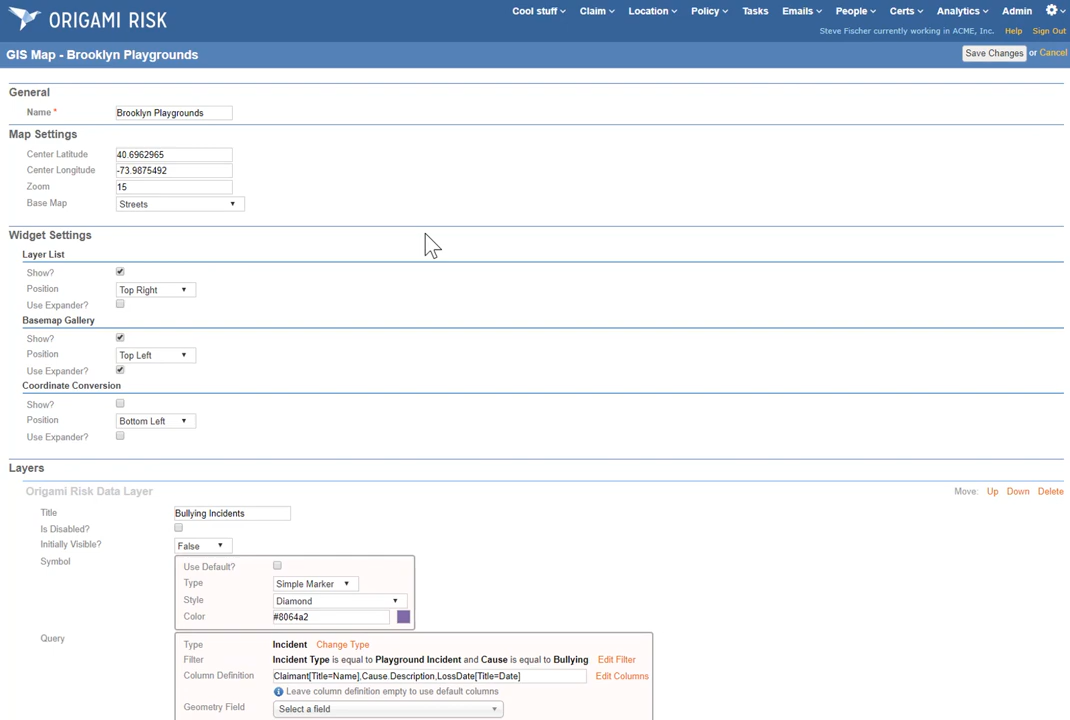 ORIGAMI RISK
Cool stuff Claim Location Policy Tasks Emails People Certs Analytics Admin
Steve Fischer currently working in ACME, Inc. Help Sign Out
GIS Map - Brooklyn Playgrounds
Save Changes or Cancel
General
Name * Brooklyn Playgrounds
Map Settings
Center Latitude 40.6962965
Center Longitude -73.9875492
Zoom 15
Base Map Streets
Widget Settings
Layer List
Show?
Position Top Right
Use Expander?
Basemap Gallery
Show?
Position Top Left
Use Expander?
Coordinate Conversion
Show?
Position Bottom Left
Use Expander?
Layers
Origami Risk Data Layer Move: Up Down Delete
Title Bullying Incidents
Is Disabled?
Initially Visible? False
Symbol
Use Default?
Type Simple Marker
Style Diamond
Color #8064a2
Query
Type Incident Change Type
Filter Incident Type is equal to Playground Incident and Cause is equal to Bullying Edit Filter
Column Definition Claimant[Title=Name],Cause.Description,LossDate[Title=Date] Edit Columns
Leave column definition empty to use default columns
Geometry Field Select a field